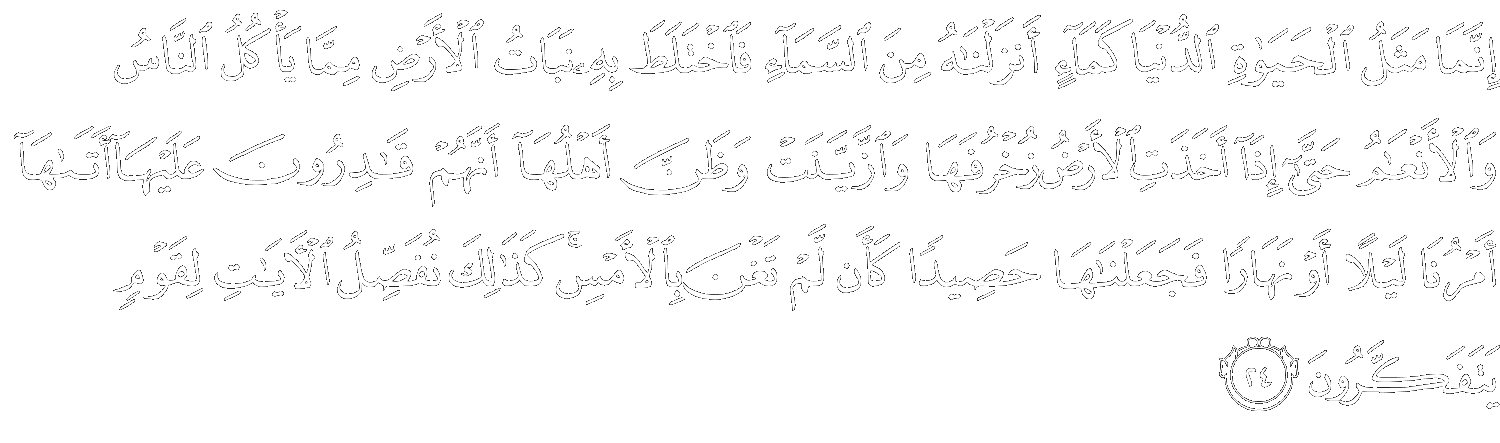 إِنَّمَا مَثَلُ ٱلْحَيَوٰةِ ٱلدُّنْيَا كَمَآءٍ أَنزَلْنَٰهُ مِنَ ٱلسَّمَآءِ فَٱخْتَلَطَ بِهِۦ نَبَاتُ ٱلْأَرْضِ مِمَّا يَأْكُلُ ٱلنَّاسُ
وَٱلْأَنْعَٰمُ حَتَّىٰٓ إِذَآ أَخَذَتِ ٱلْأَرْضُ زُخْرُفَهَا وَٱزَّيَّنَتْ وَظَنَّ أَهْلُهَآ أَنَّهُمْ قَٰدِرُونَ عَلَيْهَآ أَتَىٰهَآ
أَمْرُنَا لَيْلًا أَوْ نَهَارًا فَجَعَلْنَٰهَا حَصِيدًا كَأَن لَّمْ تَغْنَ بِٱلْأَمْسِ ۚ كَذَٰلِكَ نُفَصِّلُ ٱلْءَايَٰتِ لِقَوْمٍ
يَتَفَكَّرُونَ ٢٤